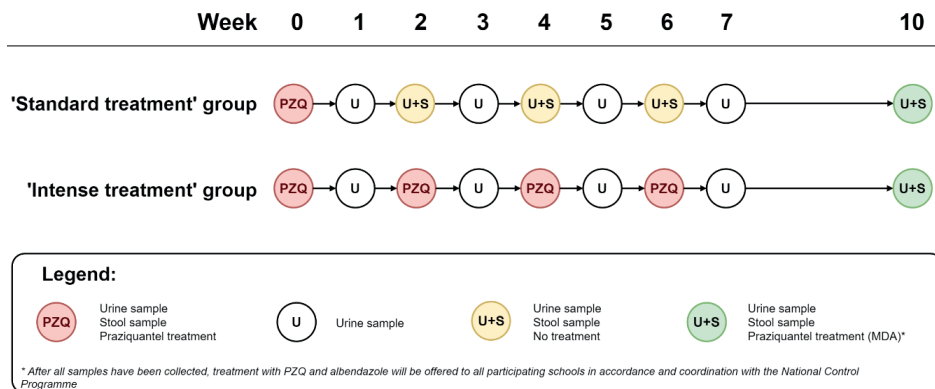 Week 0 1 2 3 4 5 6 7 10
'Standard treatment' group PZQ U U+S U U+S U U+S U U+S
'Intense treatment' group PZQ U PZQ U PZQ U PZQ U U+S
Legend:
PZQ
Urine sample
Stool sample
Praziquantel treatment
U
Urine sample
U+S
Urine sample
Stool sample
No treatment
U+S
Urine sample
Stool sample
Praziquantel treatment (MDA)*
* After all samples have been collected, treatment with PZQ and albendazole will be offered to all participating schools in accordance and coordination with the National Control
Programme